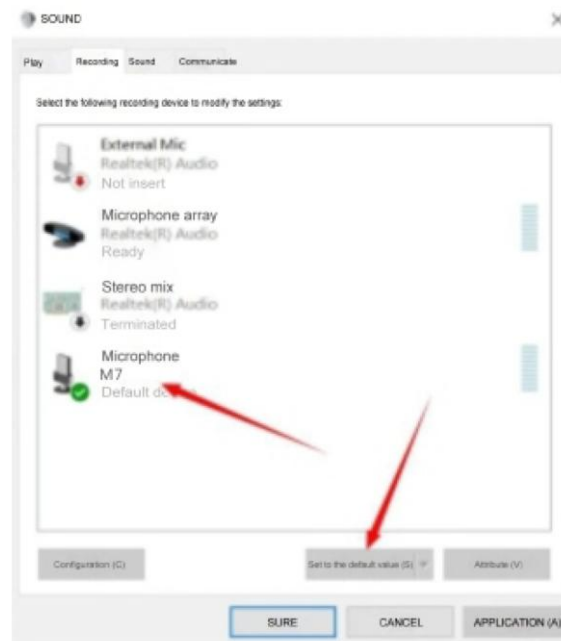 SOUND
Play Recording Sound Communicate
Select the following recording device to modify the settings:
External Mic
Realtek(R) Audio
Not insert
Microphone array
Realtek(R) Audio
Ready
Stereo mix
Realtek(R) Audio
Terminated
Microphone
M7
Default
Configuration (C) Set to the default value (S) Attribute (V)
SURE CANCEL APPLICATION (A)